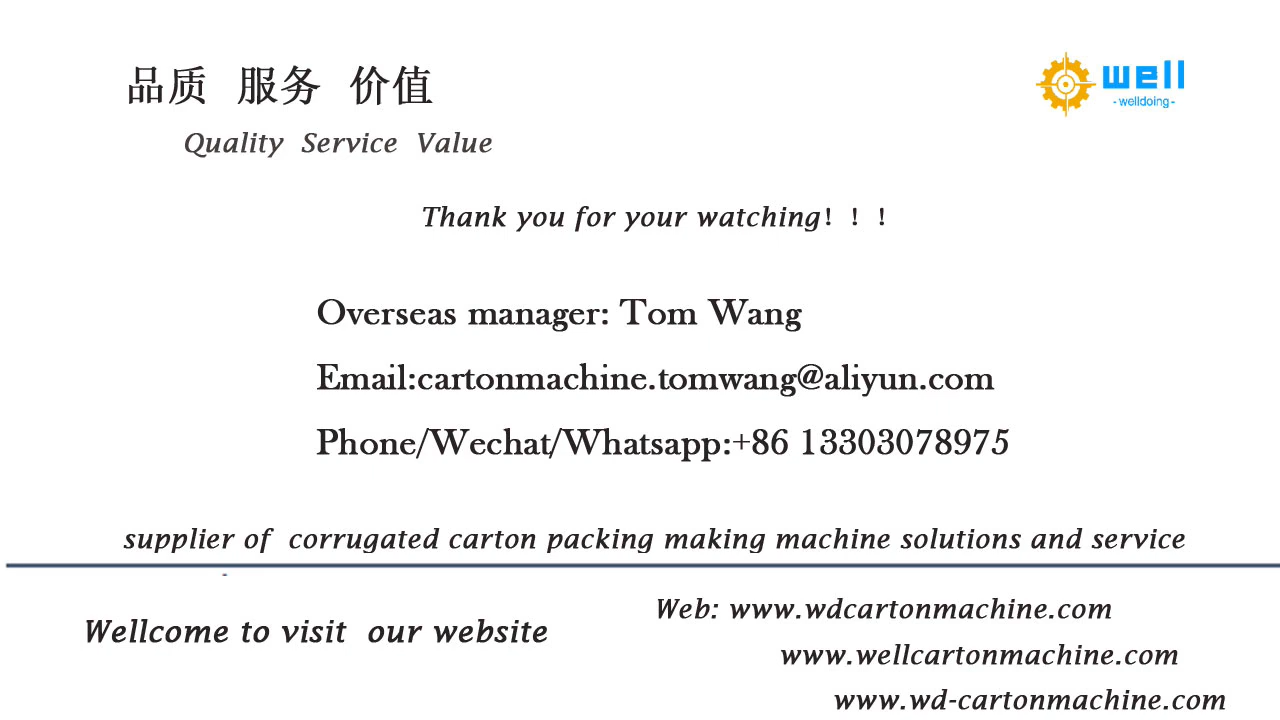 品质 服务 价值
well
-welldoing-
Quality Service Value
Thank you for your watching！！！
Overseas manager: Tom Wang
Email:cartonmachine.tomwang@aliyun.com
Phone/Wechat/Whatsapp:+86 13303078975
supplier of corrugated carton packing making machine solutions and service
Wellcome to visit our website
Web: www.wdcartonmachine.com
www.wellcartonmachine.com
www.wd-cartonmachine.com